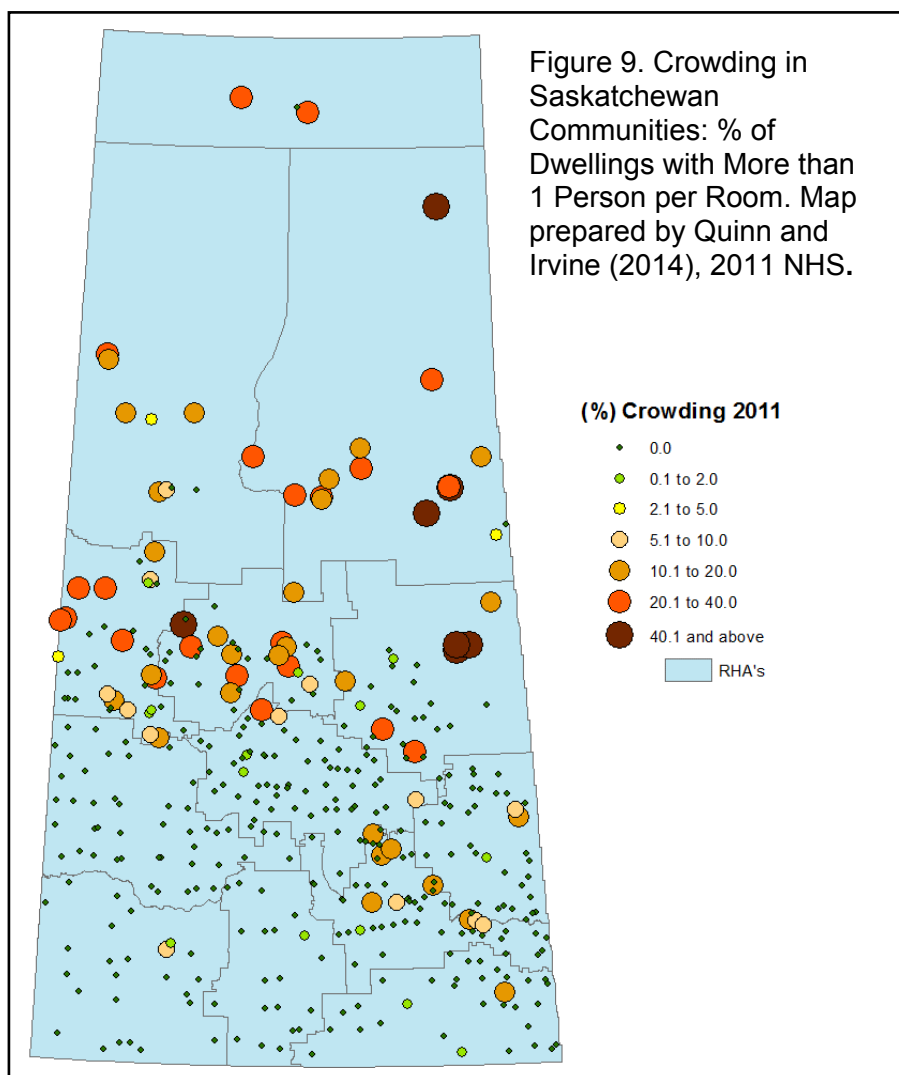 Figure 9. Crowding in
Saskatchewan
Communities: % of
Dwellings with More than
1 Person per Room. Map
prepared by Quinn and
Irvine (2014), 2011 NHS.
(%) Crowding 2011
0.0
0.1 to 2.0
2.1 to 5.0
5.1 to 10.0
10.1 to 20.0
20.1 to 40.0
40.1 and above
RHA's